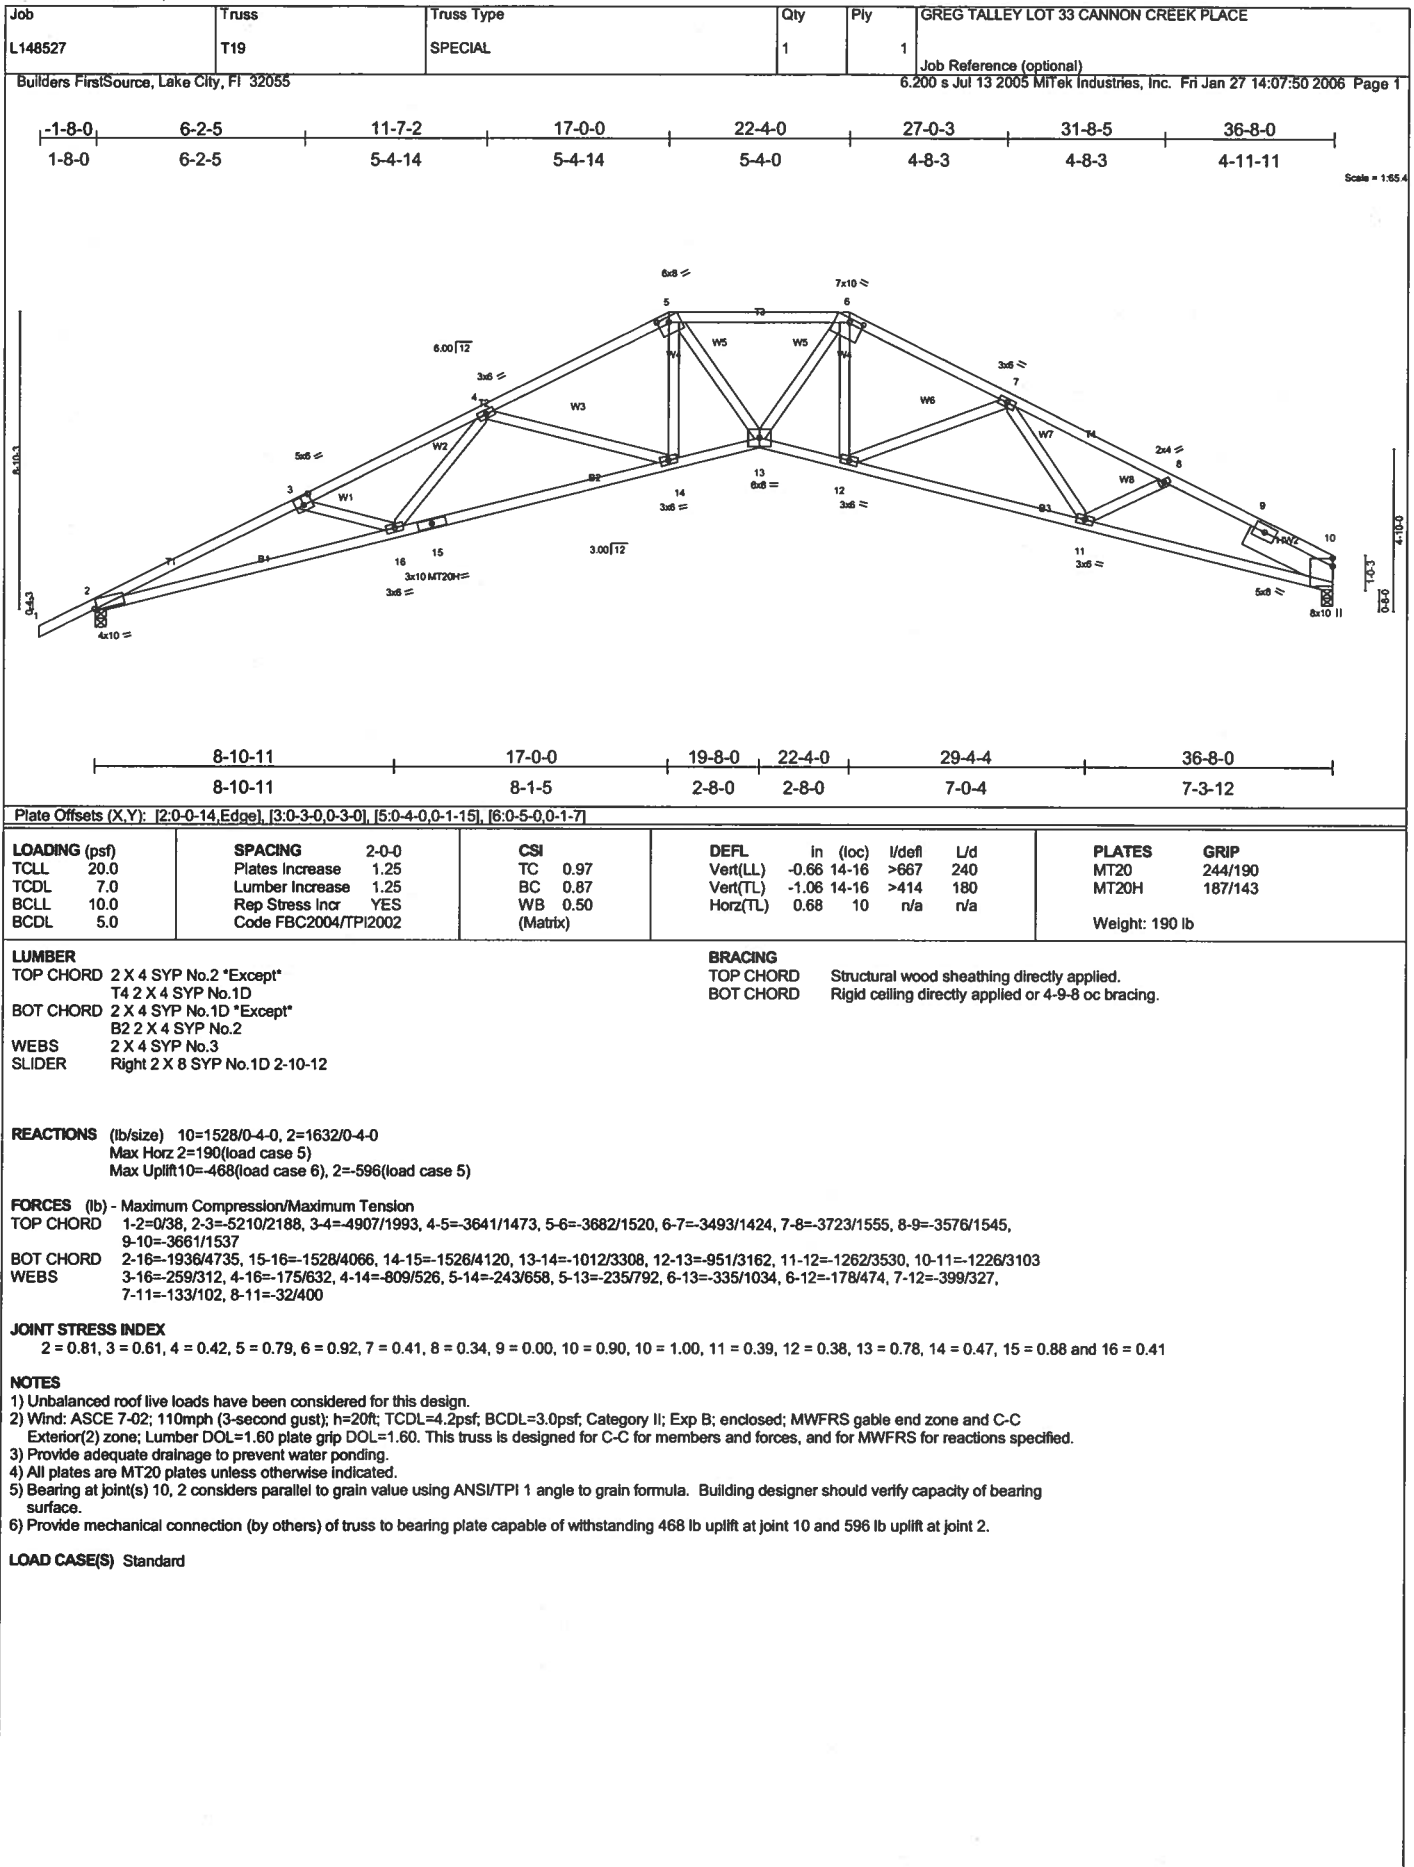 Job Truss Truss Type Qty Ply GREG TALLEY LOT 33 CANNON CREEK PLACE
L148527 T19 SPECIAL 1 1
Job Reference (optional)
Builders FirstSource, Lake City, Fl 32055 6.200 s Jul 13 2005 MiTek Industries, Inc. Fri Jan 27 14:07:50 2006 Page 1
-1-8-0 6-2-5 11-7-2 17-0-0 22-4-0 27-0-3 31-8-5 36-8-0
1-8-0 6-2-5 5-4-14 5-4-14 5-4-0 4-8-3 4-8-3 4-11-11
Scale = 1:65.4
6x8 =
7x10 =
5 6
T3
W5 W5
W4 W4
6.00 12
3x6 =
3x6 =
7
4 T2
W3 W6
W2 W7 T4
5x6 =
2x4 =
8
3 W1
B2
13
6x8 =
14
3x6 =
12
3x6 =
W8
B3
9
HW2
10
8-10-3
4-10-0
3.00 12
15
16
3x10 MT20H=
3x6 =
11
3x6 =
T1 B1
2
1
0-4-3
4x10 =
5x8 =
8x10 II
1-0-3
0-8-0
8-10-11 17-0-0 19-8-0 22-4-0 29-4-4 36-8-0
8-10-11 8-1-5 2-8-0 2-8-0 7-0-4 7-3-12
Plate Offsets (X,Y): [2:0-0-14,Edge], [3:0-3-0,0-3-0], [5:0-4-0,0-1-15], [6:0-5-0,0-1-7]
LOADING (psf) SPACING 2-0-0 CSI DEFL in (loc) l/defl L/d PLATES GRIP
TCLL 20.0 Plates Increase 1.25 TC 0.97 Vert(LL) -0.66 14-16 >667 240 MT20 244/190
TCDL 7.0 Lumber Increase 1.25 BC 0.87 Vert(TL) -1.06 14-16 >414 180 MT20H 187/143
BCLL 10.0 Rep Stress Incr YES WB 0.50 Horz(TL) 0.68 10 n/a n/a
BCDL 5.0 Code FBC2004/TPI2002 (Matrix) Weight: 190 lb
LUMBER
TOP CHORD 2 X 4 SYP No.2 *Except*
T4 2 X 4 SYP No.1D
BOT CHORD 2 X 4 SYP No.1D *Except*
B2 2 X 4 SYP No.2
WEBS 2 X 4 SYP No.3
SLIDER Right 2 X 8 SYP No.1D 2-10-12
BRACING
TOP CHORD Structural wood sheathing directly applied.
BOT CHORD Rigid ceiling directly applied or 4-9-8 oc bracing.
REACTIONS (lb/size) 10=1528/0-4-0, 2=1632/0-4-0
Max Horz 2=190(load case 5)
Max Uplift10=-468(load case 6), 2=-596(load case 5)
FORCES (lb) - Maximum Compression/Maximum Tension
TOP CHORD 1-2=0/38, 2-3=-5210/2188, 3-4=-4907/1993, 4-5=-3641/1473, 5-6=-3682/1520, 6-7=-3493/1424, 7-8=-3723/1555, 8-9=-3576/1545,
9-10=-3661/1537
BOT CHORD 2-16=-1936/4735, 15-16=-1528/4066, 14-15=-1526/4120, 13-14=-1012/3308, 12-13=-951/3162, 11-12=-1262/3530, 10-11=-1226/3103
WEBS 3-16=-259/312, 4-16=-175/632, 4-14=-809/526, 5-14=-243/658, 5-13=-235/792, 6-13=-335/1034, 6-12=-178/474, 7-12=-399/327,
7-11=-133/102, 8-11=-32/400
JOINT STRESS INDEX
2 = 0.81, 3 = 0.61, 4 = 0.42, 5 = 0.79, 6 = 0.92, 7 = 0.41, 8 = 0.34, 9 = 0.00, 10 = 0.90, 10 = 1.00, 11 = 0.39, 12 = 0.38, 13 = 0.78, 14 = 0.47, 15 = 0.88 and 16 = 0.41
NOTES
1) Unbalanced roof live loads have been considered for this design.
2) Wind: ASCE 7-02; 110mph (3-second gust); h=20ft; TCDL=4.2psf; BCDL=3.0psf; Category II; Exp B; enclosed; MWFRS gable end zone and C-C
Exterior(2) zone; Lumber DOL=1.60 plate grip DOL=1.60. This truss is designed for C-C for members and forces, and for MWFRS for reactions specified.
3) Provide adequate drainage to prevent water ponding.
4) All plates are MT20 plates unless otherwise indicated.
5) Bearing at joint(s) 10, 2 considers parallel to grain value using ANSI/TPI 1 angle to grain formula. Building designer should verify capacity of bearing
surface.
6) Provide mechanical connection (by others) of truss to bearing plate capable of withstanding 468 lb uplift at joint 10 and 596 lb uplift at joint 2.
LOAD CASE(S) Standard